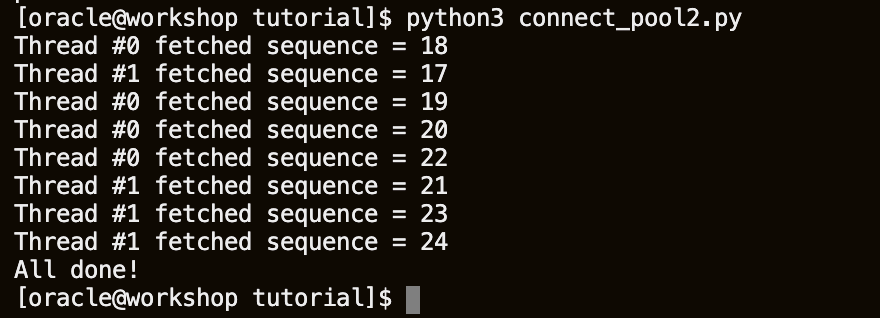 [oracle@workshop tutorial]$ python3 connect_pool2.py
Thread #0 fetched sequence = 18
Thread #1 fetched sequence = 17
Thread #0 fetched sequence = 19
Thread #0 fetched sequence = 20
Thread #0 fetched sequence = 22
Thread #1 fetched sequence = 21
Thread #1 fetched sequence = 23
Thread #1 fetched sequence = 24
All done!
[oracle@workshop tutorial]$